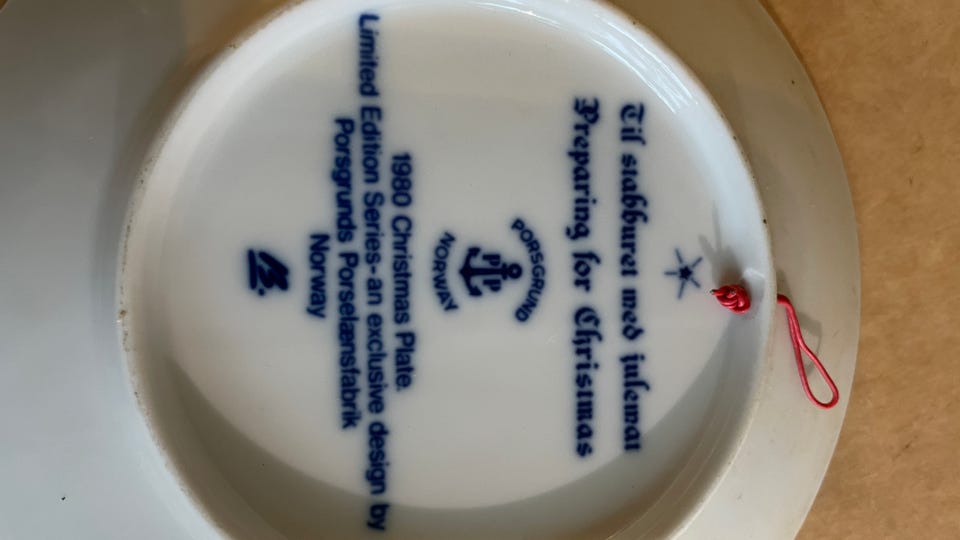 Til stabburet med julemat
Preparing for Christmas
PORSGRUND
PP
NORWAY
1980 Christmas Plate.
Limited Edition Series-an exclusive design by
Porsgrunds Porselænsfabrik
Norway